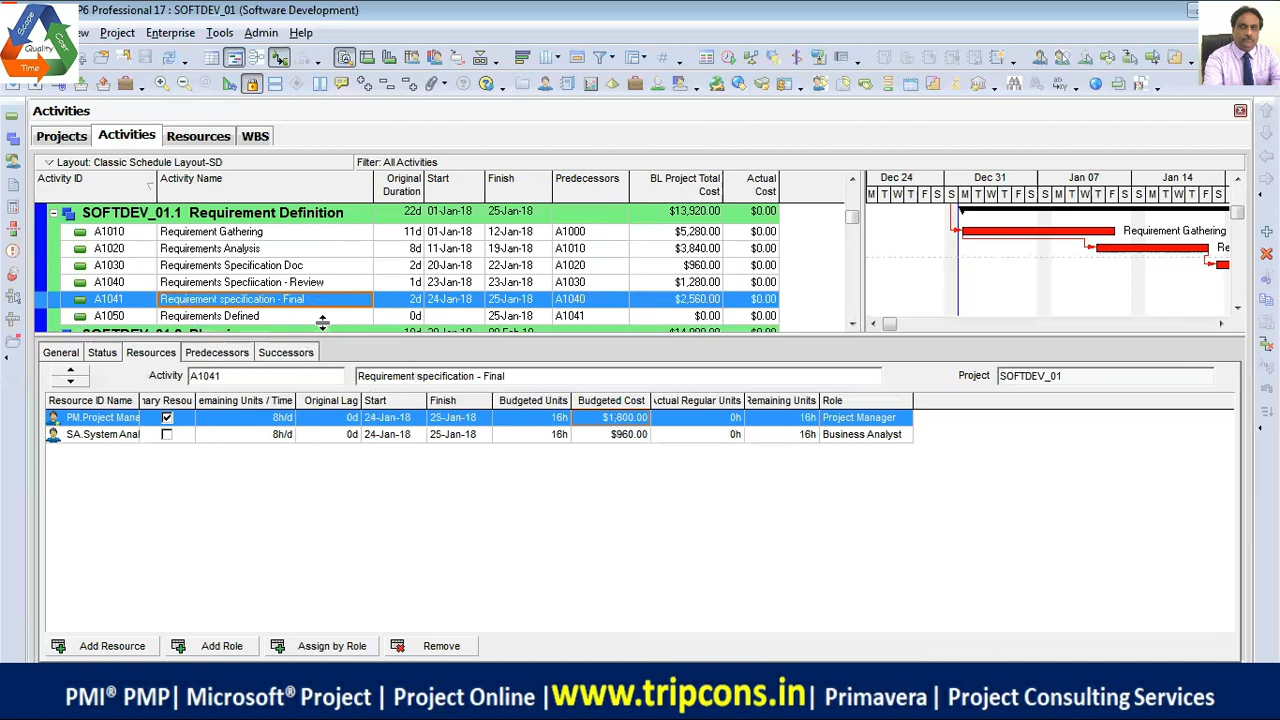 Scope
Quality
Cost
Time
P6 Professional 17 : SOFTDEV_01 (Software Development)
Project Enterprise Tools Admin Help
Activities
Projects Activities Resources WBS
Layout: Classic Schedule Layout-SD Filter: All Activities
Activity ID Activity Name Original Duration Start Finish Predecessors BL Project Total Cost Actual Cost Dec 24 Dec 31 Jan 07 Jan 14
M T W T F S S M T W T F S S M T W T F S S M T W T F S S
SOFTDEV_01.1 Requirement Definition 22d 01-Jan-18 25-Jan-18 $13,920.00 $0.00
A1010 Requirement Gathering 11d 01-Jan-18 12-Jan-18 A1000 $5,280.00 $0.00 Requirement Gathering
A1020 Requirements Analysis 8d 11-Jan-18 19-Jan-18 A1010 $3,840.00 $0.00 Re
A1030 Requirements Specification Doc 2d 20-Jan-18 22-Jan-18 A1020 $960.00 $0.00
A1040 Requirements Specfiication - Review 1d 23-Jan-18 23-Jan-18 A1030 $1,280.00 $0.00
A1041 Requirement specification - Final 2d 24-Jan-18 25-Jan-18 A1040 $2,560.00 $0.00
A1050 Requirements Defined 0d 25-Jan-18 A1041 $0.00 $0.00
General Status Resources Predecessors Successors
Activity A1041 Requirement specification - Final Project SOFTDEV_01
Resource ID Name nary Resou emaining Units / Time Original Lag Start Finish Budgeted Units Budgeted Cost Actual Regular Units Remaining Units Role
PM.Project Mana 8h/d 0d 24-Jan-18 25-Jan-18 16h $1,600.00 0h 16h Project Manager
SA.System Anal 8h/d 0d 24-Jan-18 25-Jan-18 16h $960.00 0h 16h Business Analyst
Add Resource Add Role Assign by Role Remove
PMI® PMP| Microsoft® Project | Project Online |www.tripcons.in| Primavera | Project Consulting Services